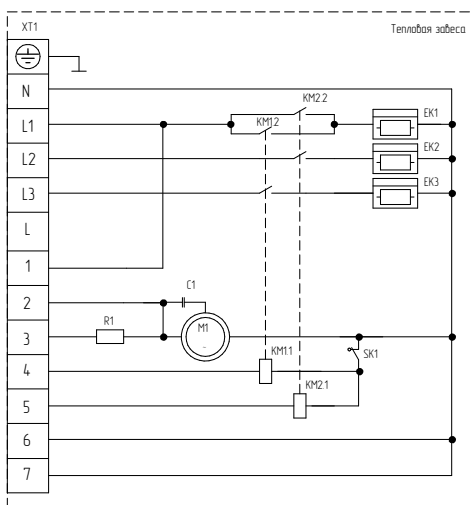 XT1
Тепловая завеса
N
KM2.2
L1
KM1.2
EK1
L2
EK2
L3
EK3
L
1
2
C1
3
R1
M1
~
4
KM1.1
SK1
5
KM2.1
6
7